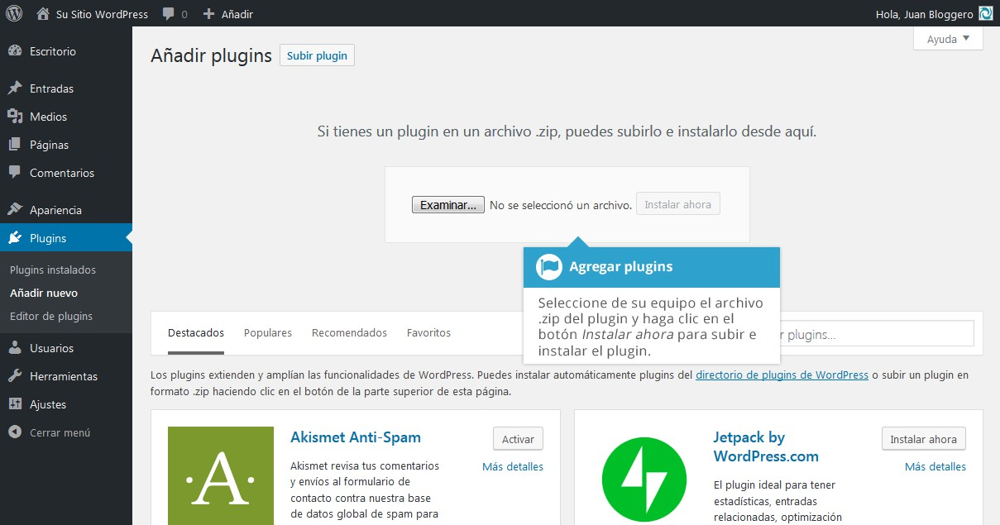 Su Sitio WordPress 0 Añadir Hola, Juan Bloggero
Ayuda
Escritorio
Entradas
Medios
Páginas
Comentarios
Apariencia
Plugins
Plugins instalados
Añadir nuevo
Editor de plugins
Usuarios
Herramientas
Ajustes
Cerrar menú
Añadir plugins Subir plugin
Si tienes un plugin en un archivo .zip, puedes subirlo e instalarlo desde aquí.
Examinar... No se seleccionó un archivo. Instalar ahora
Agregar plugins
Seleccione de su equipo el archivo
.zip del plugin y haga clic en el
botón Instalar ahora para subir e
instalar el plugin.
Destacados Populares Recomendados Favoritos
plugins...
Los plugins extienden y amplían las funcionalidades de WordPress. Puedes instalar automáticamente plugins del directorio de plugins de WordPress o subir un plugin en
formato .zip haciendo clic en el botón de la parte superior de esta página.
·A·
Akismet Anti-Spam
Activar
Más detalles
Akismet revisa tus comentarios
y envíos al formulario de
contacto contra nuestra base
de datos global de spam para
Jetpack by
WordPress.com
Instalar ahora
Más detalles
El plugin ideal para tener
estadísticas, entradas
relacionadas, optimización